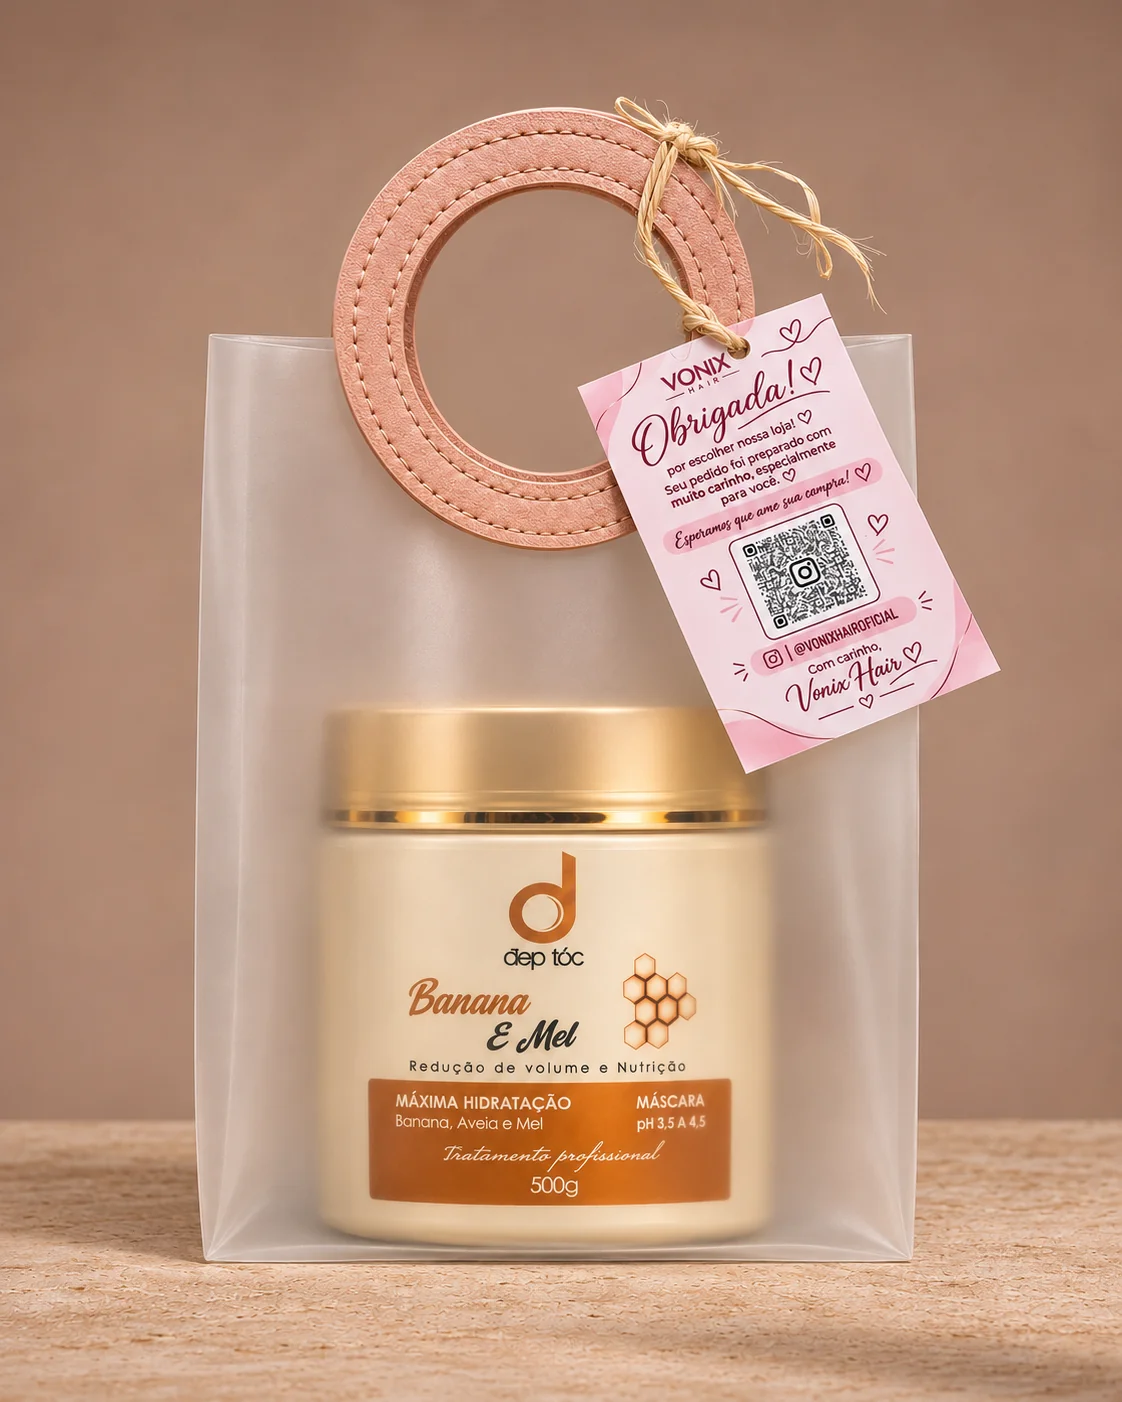 VONIX
HAIR
Obrigada!
por escolher nossa loja!
Seu pedido foi preparado com
muito carinho, especialmente
para você.
Esperamos que ame sua compra!
| @VONIXHAIROFICIAL
Com carinho,
Vonix Hair
d
đep tóc
Banana
E Mel
Redução de volume e Nutrição
MÁXIMA HIDRATAÇÃO
Banana, Aveia e Mel
MÁSCARA
pH 3,5 A 4,5
Tratamento profissional
500g